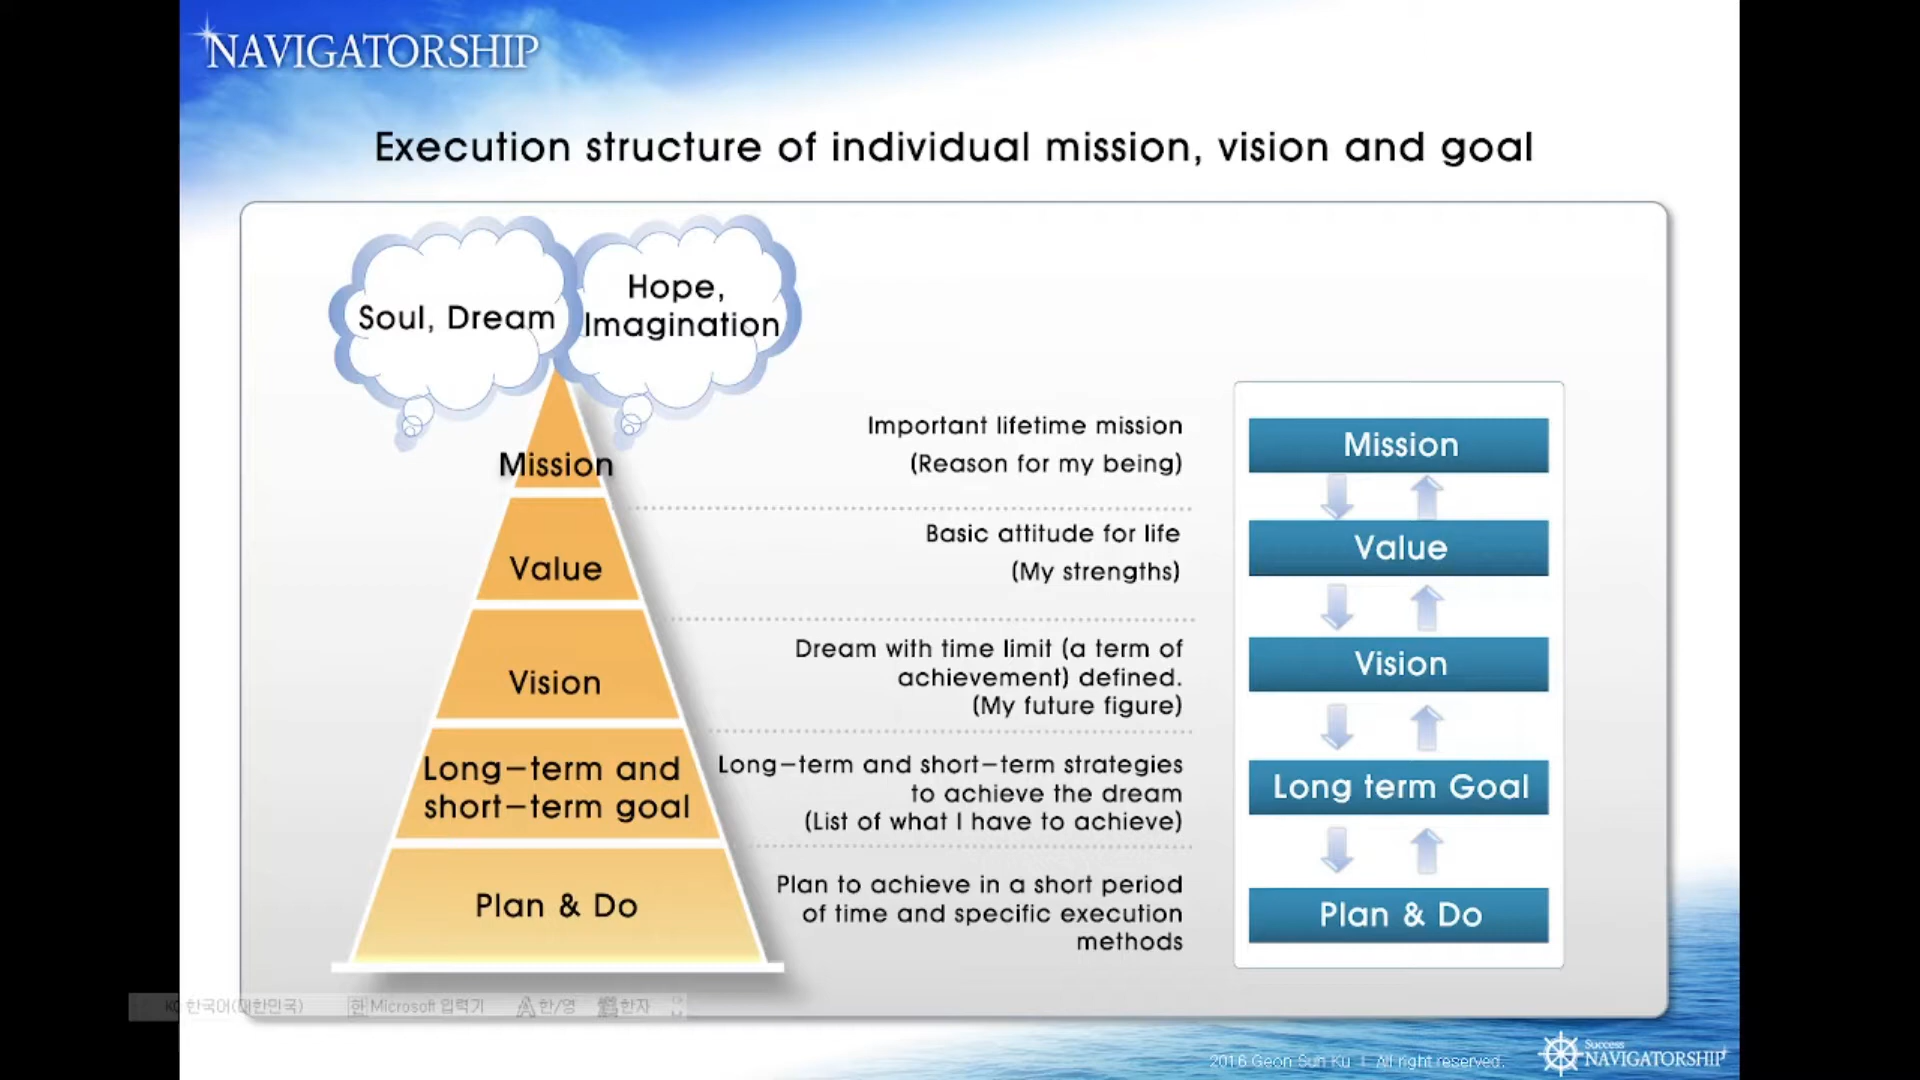 NAVIGATORSHIP
Execution structure of individual mission, vision and goal
Soul, Dream
Hope,
Imagination
Mission
Value
Vision
Long-term and
short-term goal
Plan & Do
Important lifetime mission
(Reason for my being)
Basic attitude for life
(My strengths)
Dream with time limit (a term of
achievement) defined.
(My future figure)
Long-term and short-term strategies
to achieve the dream
(List of what I have to achieve)
Plan to achieve in a short period
of time and specific execution
methods
Mission
Value
Vision
Long term Goal
Plan & Do
KO 한국어(대한민국) 한 Microsoft 입력기 A 한/영 한자
2016 Geon Suh Ku | All right reserved.
Success
NAVIGATORSHIP